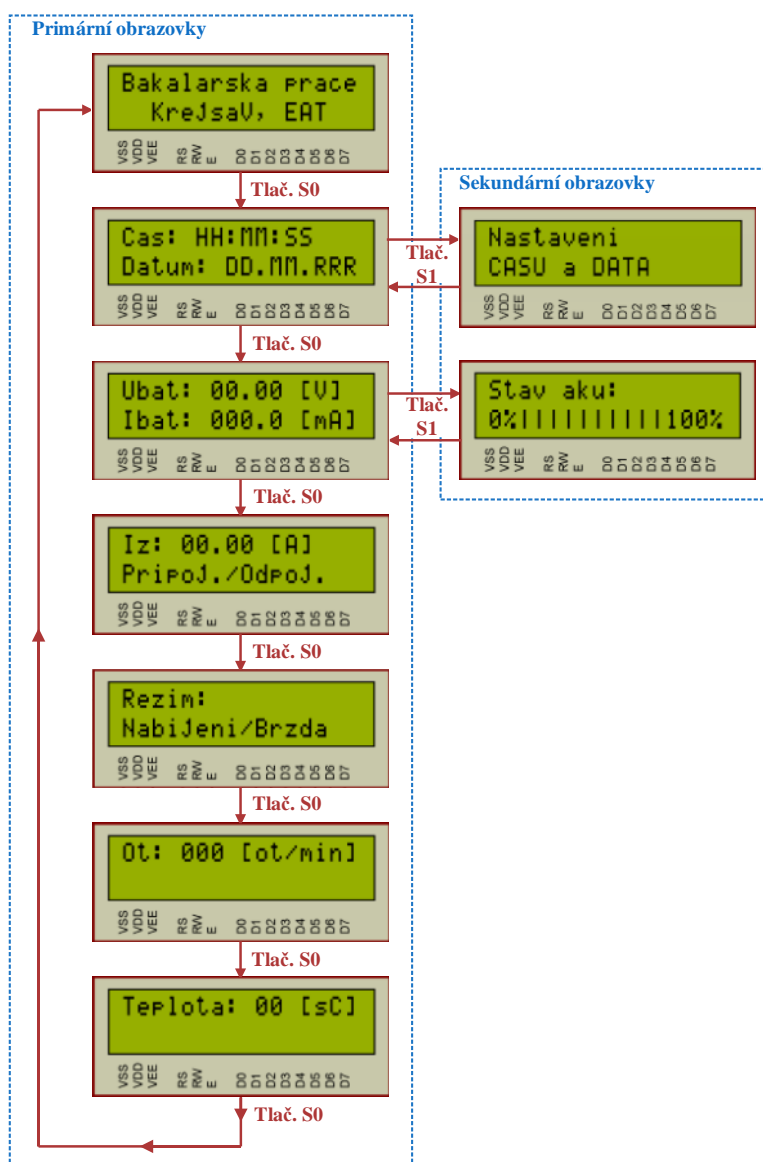 Primární obrazovky
Bakalarska prace
KrejsaV, EAT
VSS VDD VEE RS RW E D0 D1 D2 D3 D4 D5 D6 D7
Tlač. S0
Sekundární obrazovky
Cas: HH:MM:SS
Datum: DD.MM.RRR
VSS VDD VEE RS RW E D0 D1 D2 D3 D4 D5 D6 D7
Tlač.
S1
Nastaveni
CASU a DATA
VSS VDD VEE RS RW E D0 D1 D2 D3 D4 D5 D6 D7
Tlač. S0
Ubat: 00.00 [V]
Ibat: 000.0 [mA]
VSS VDD VEE RS RW E D0 D1 D2 D3 D4 D5 D6 D7
Tlač.
S1
Stav aku:
0%||||||||||100%
VSS VDD VEE RS RW E D0 D1 D2 D3 D4 D5 D6 D7
Tlač. S0
Iz: 00.00 [A]
Pripoj./Odpoj.
VSS VDD VEE RS RW E D0 D1 D2 D3 D4 D5 D6 D7
Tlač. S0
Rezim:
Nabijeni/Brzda
VSS VDD VEE RS RW E D0 D1 D2 D3 D4 D5 D6 D7
Tlač. S0
Ot: 000 [ot/min]
VSS VDD VEE RS RW E D0 D1 D2 D3 D4 D5 D6 D7
Tlač. S0
Teplota: 00 [sC]
VSS VDD VEE RS RW E D0 D1 D2 D3 D4 D5 D6 D7
Tlač. S0